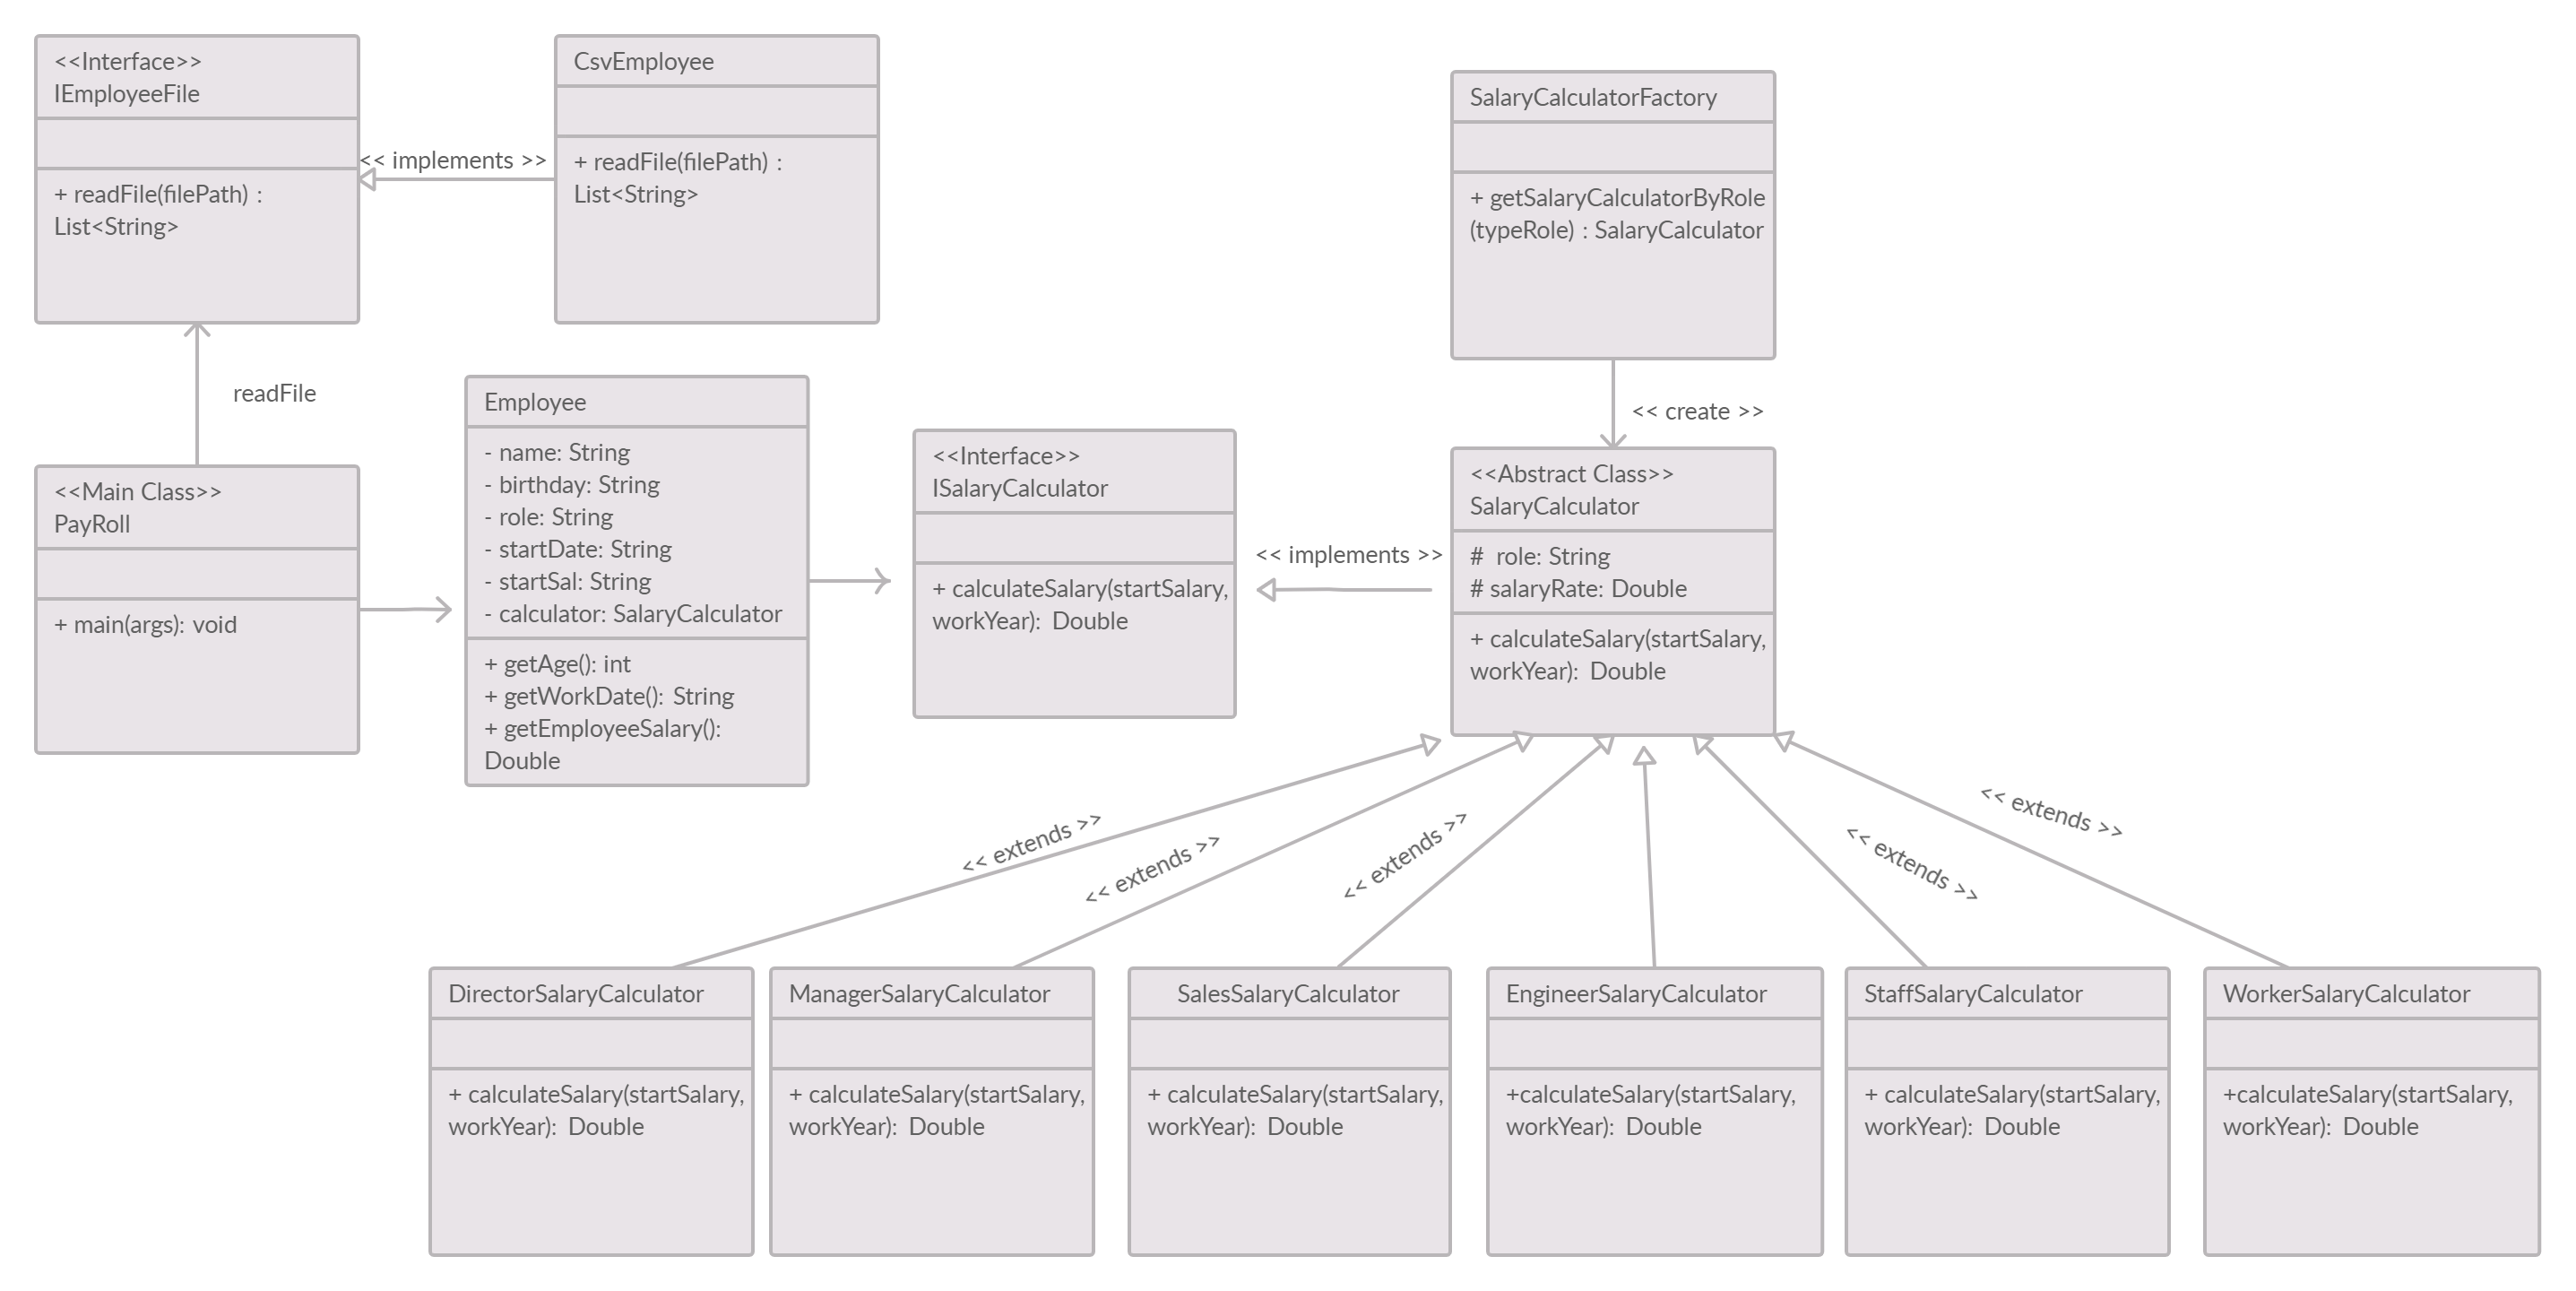 <<Interface>>
IEmployeeFile
+ readFile(filePath) :
List<String>
<< implements >>
CsvEmployee
+ readFile(filePath) :
List<String>
SalaryCalculatorFactory
+ getSalaryCalculatorByRole
(typeRole) : SalaryCalculator
readFile
<< create >>
<<Main Class>>
PayRoll
+ main(args): void
Employee
- name: String
- birthday: String
- role: String
- startDate: String
- startSal: String
- calculator: SalaryCalculator
+ getAge(): int
+ getWorkDate(): String
+ getEmployeeSalary():
Double
<<Interface>>
ISalaryCalculator
+ calculateSalary(startSalary,
workYear): Double
<< implements >>
<<Abstract Class>>
SalaryCalculator
# role: String
# salaryRate: Double
+ calculateSalary(startSalary,
workYear): Double
<< extends >>
<< extends >>
<< extends >>
<< extends >>
<< extends >>
DirectorSalaryCalculator
+ calculateSalary(startSalary,
workYear): Double
ManagerSalaryCalculator
+ calculateSalary(startSalary,
workYear): Double
SalesSalaryCalculator
+ calculateSalary(startSalary,
workYear): Double
EngineerSalaryCalculator
+calculateSalary(startSalary,
workYear): Double
StaffSalaryCalculator
+ calculateSalary(startSalary,
workYear): Double
WorkerSalaryCalculator
+calculateSalary(startSalary,
workYear): Double